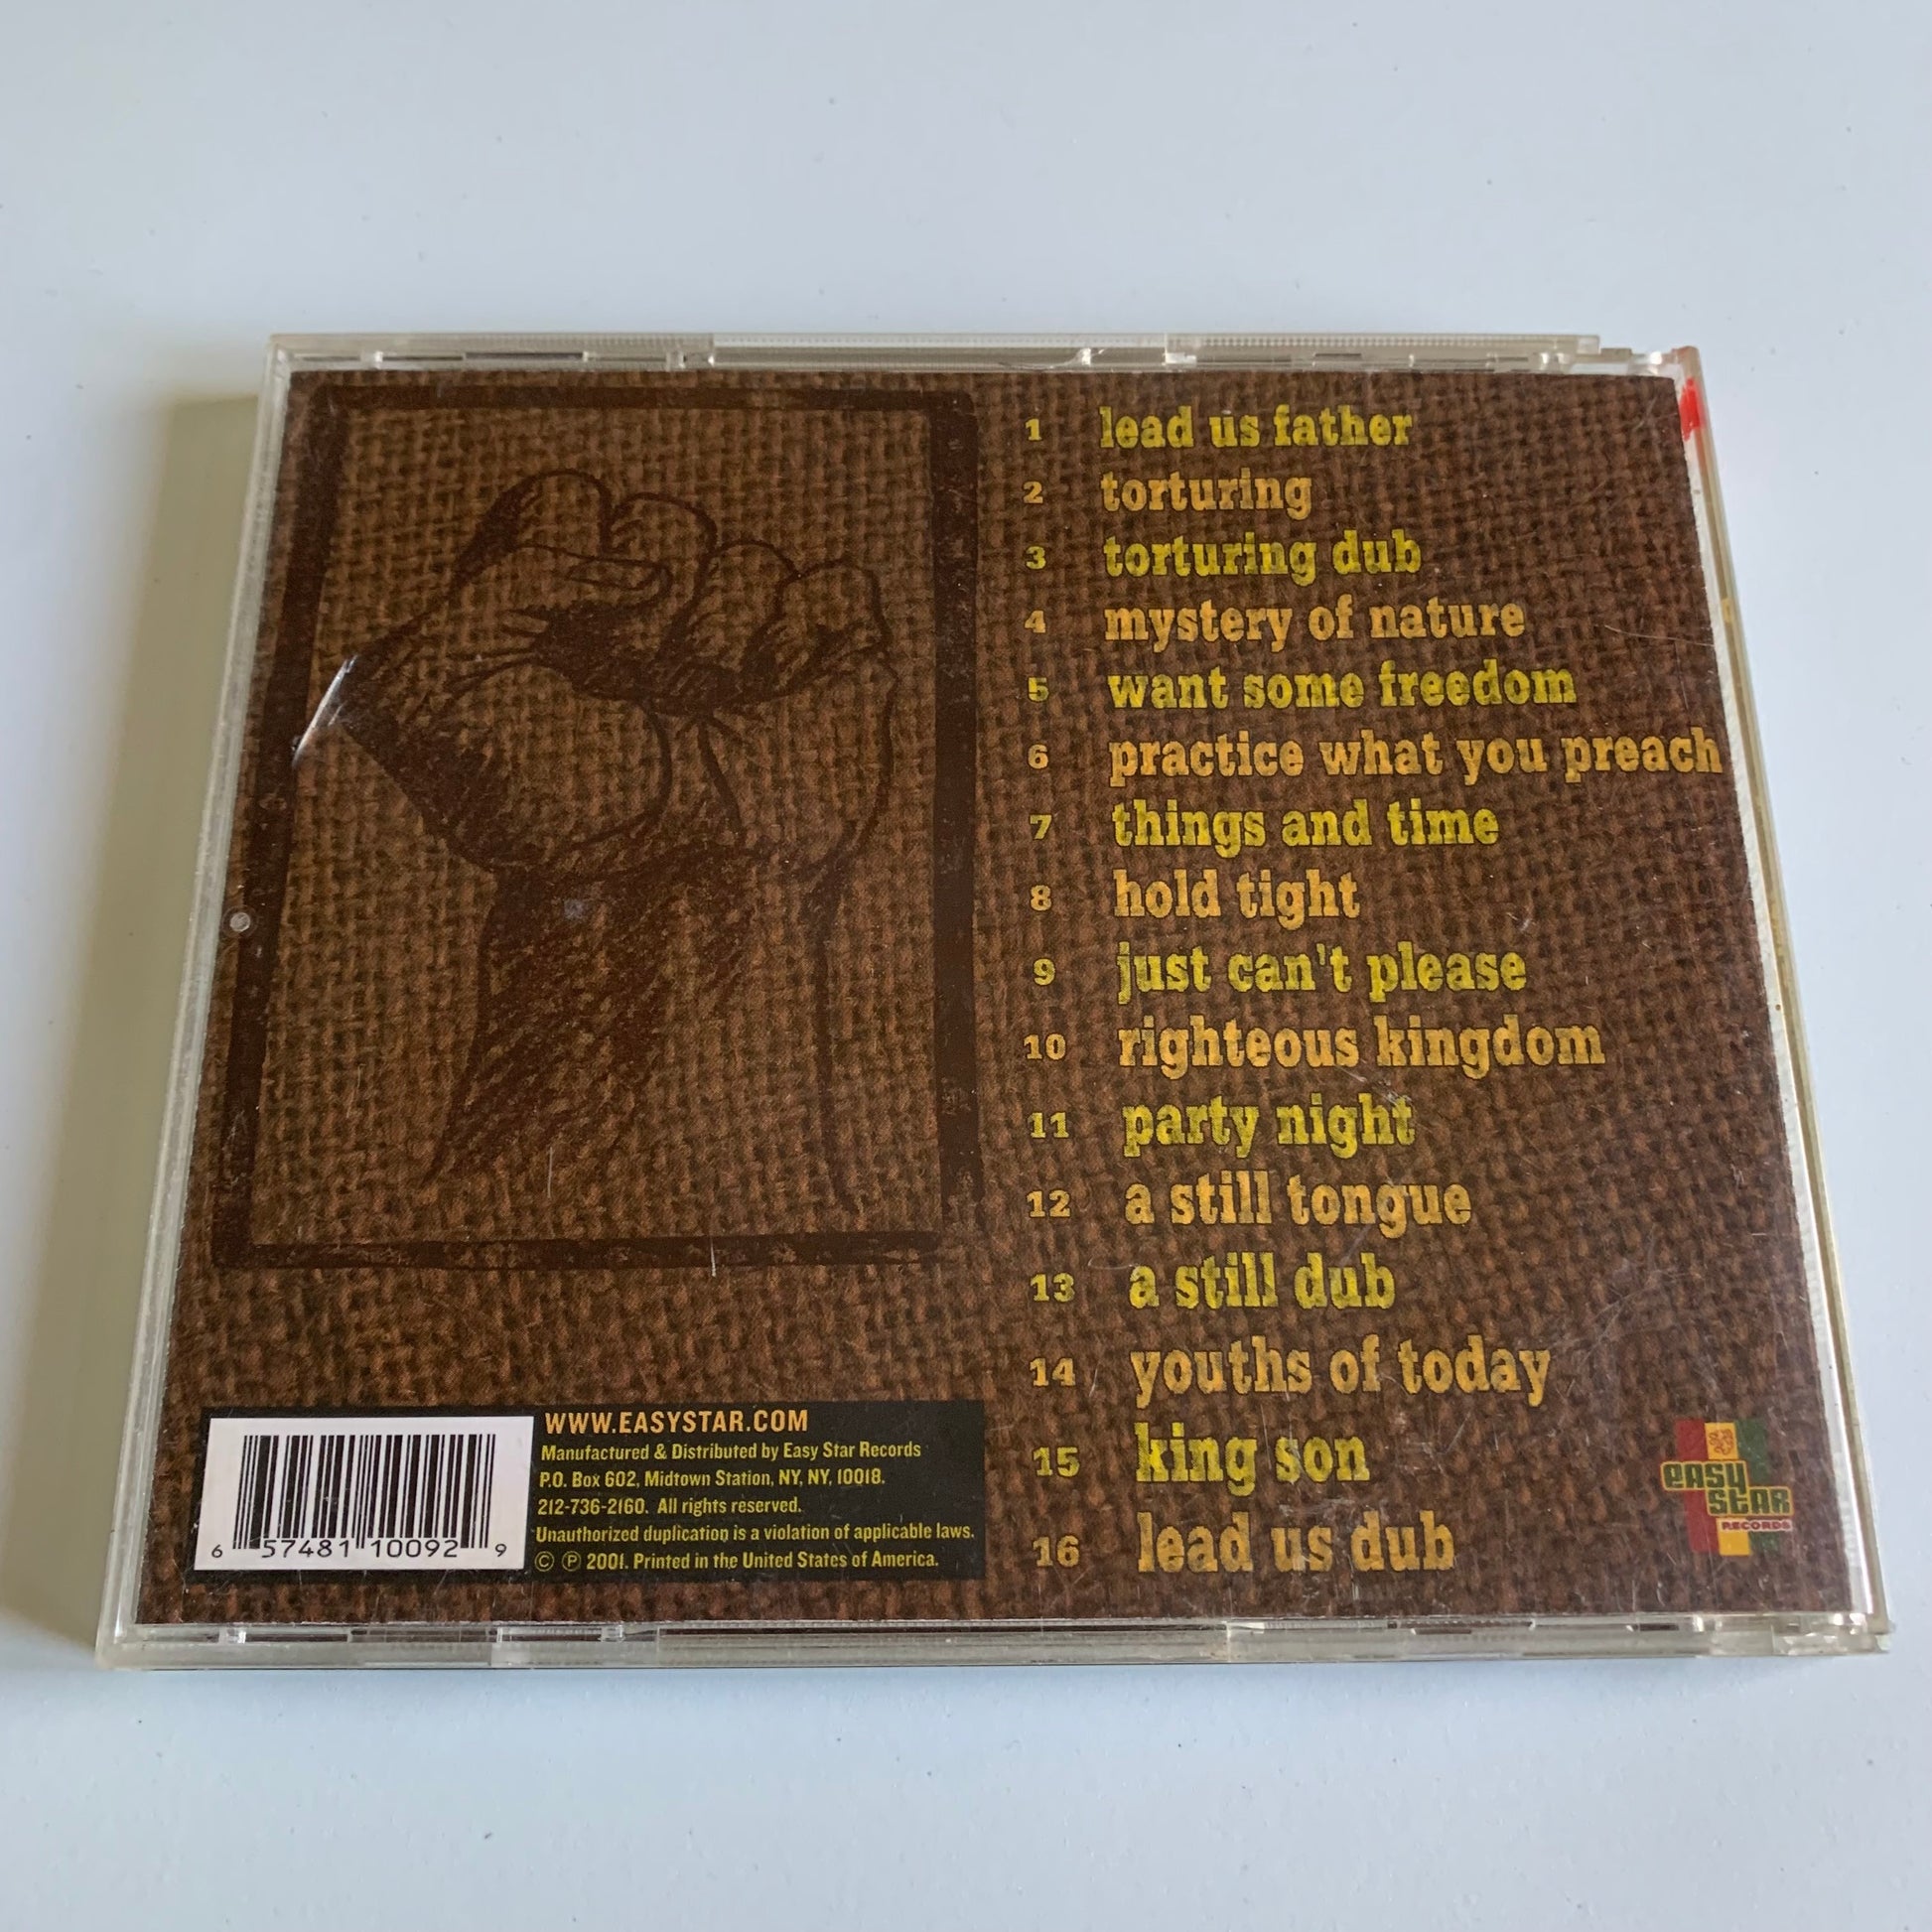 1 lead us father
2 torturing
3 torturing dub
4 mystery of nature
5 want some freedom
6 practice what you preach
7 things and time
8 hold tight
9 just can't please
10 righteous kingdom
11 party night
12 a still tongue
13 a still dub
14 youths of today
15 king son
16 lead us dub
WWW.EASYSTAR.COM
Manufactured & Distributed by Easy Star Records
P.O. Box 602, Midtown Station, NY, NY, 10018.
212-736-2160. All rights reserved.
Unauthorized duplication is a violation of applicable laws.
© ℗ 2001. Printed in the United States of America.
6 57481 10092 9
easy
star
RECORDS